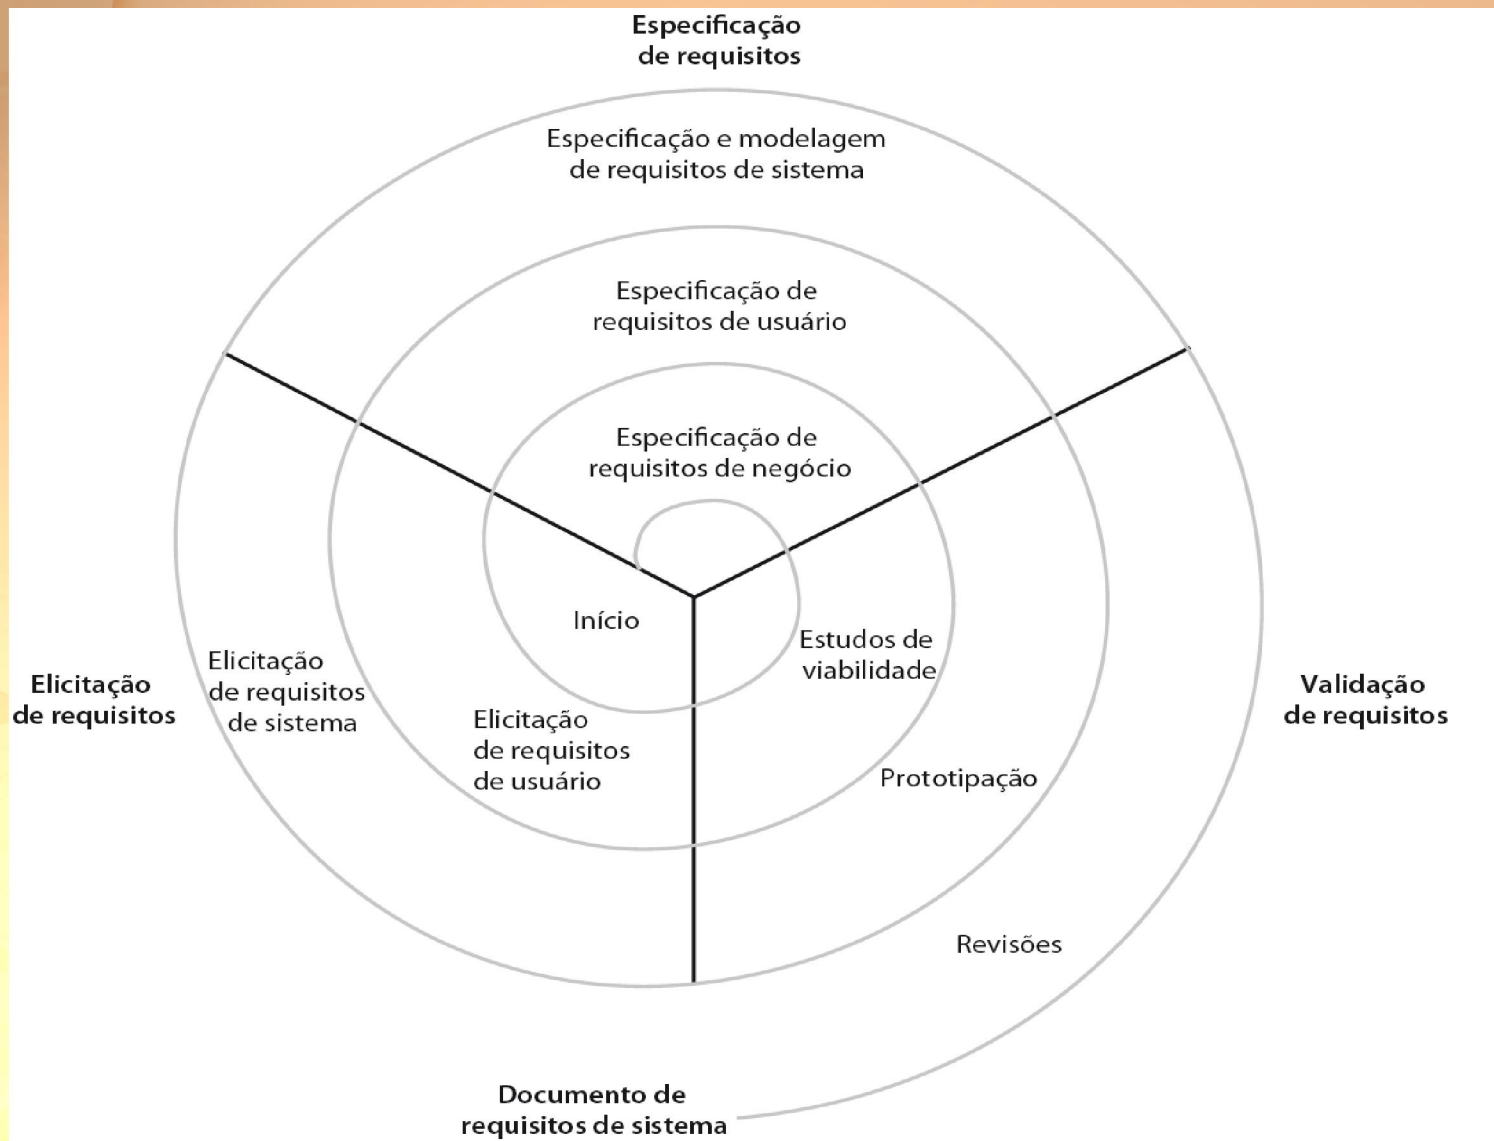 Especificação
de requisitos
Especificação e modelagem
de requisitos de sistema
Especificação de
requisitos de usuário
Especificação de
requisitos de negócio
Início
Estudos de
viabilidade
Elicitação
de requisitos
de sistema
Elicitação
de requisitos
Validação
de requisitos
Elicitação
de requisitos
de usuário
Prototipação
Revisões
Documento de
requisitos de sistema